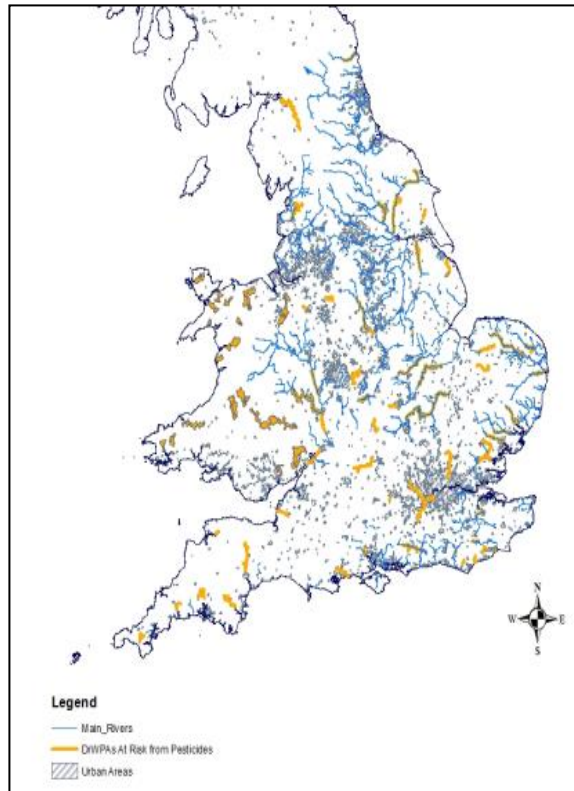 N
W E
S
Legend
Main_Rivers
DrWPAs At Risk from Pesticides
Urban Areas